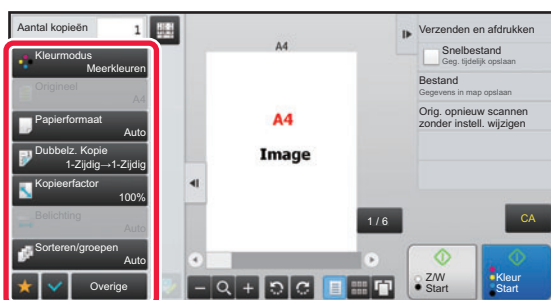 Aantal kopieën 1
Kleurmodus
Meerkleuren
Origineel
A4
Papierformaat
Auto
Dubbelz. Kopie
1-Zijdig→1-Zijdig
Kopieerfactor
100%
Belichting
Auto
Sorteren/groepen
Auto
Overige
A4
A4
Image
1 / 6
Verzenden en afdrukken
Snelbestand
Geg. tijdelijk opslaan
Bestand
Gegevens in map opslaan
Orig. opnieuw scannen
zonder instell. wijzigen
CA
Z/W
Start
Kleur
Start